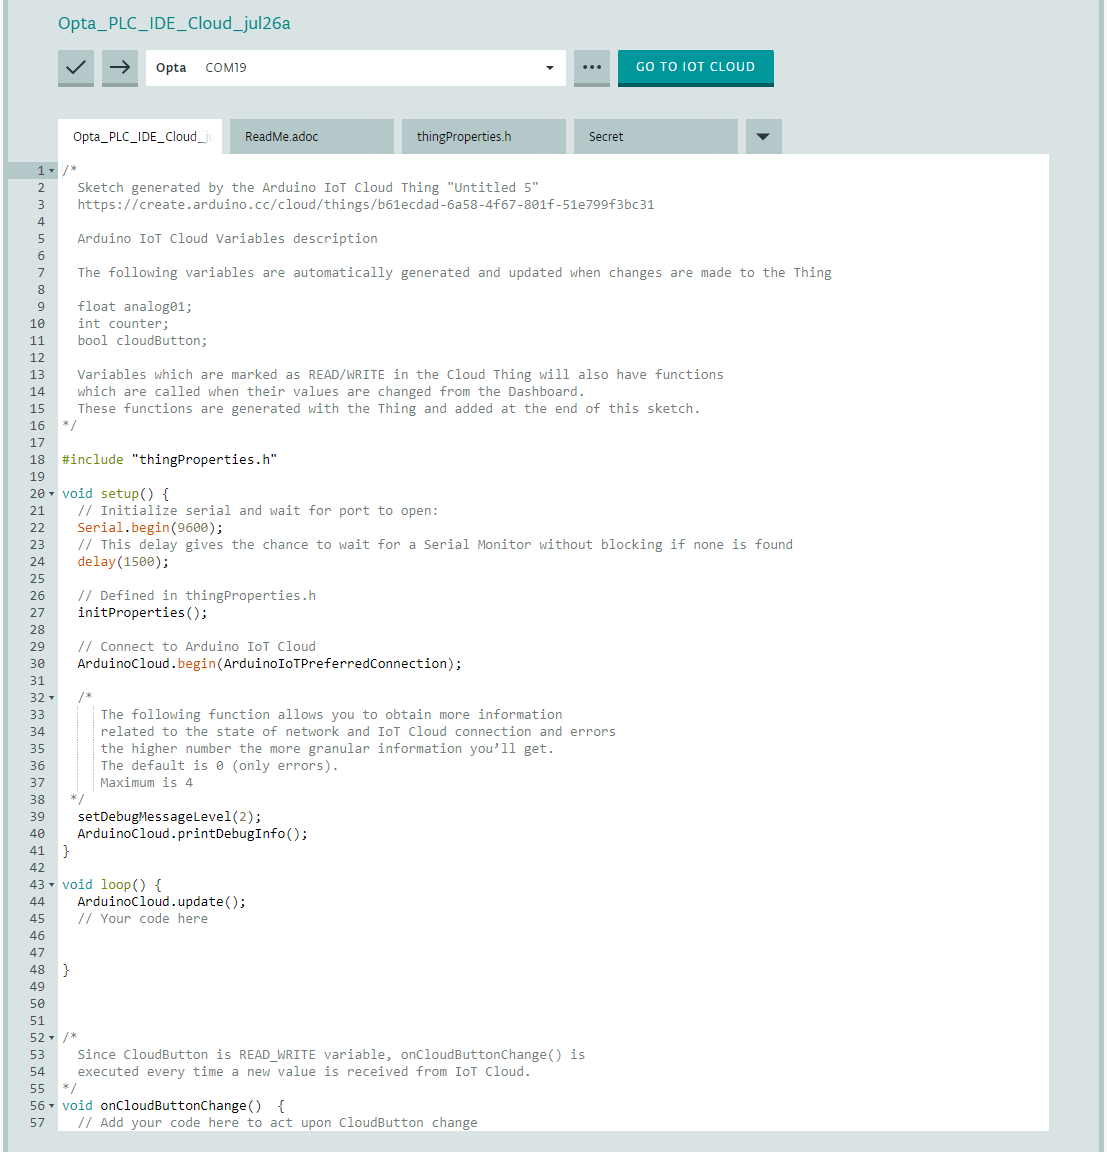 Opta_PLC_IDE_Cloud_jul26a
Opta COM19 ••• GO TO IOT CLOUD
Opta_PLC_IDE_Cloud_ju ReadMe.adoc thingProperties.h Secret
1 /*
2 Sketch generated by the Arduino IoT Cloud Thing "Untitled 5"
3 https://create.arduino.cc/cloud/things/b61ecdad-6a58-4f67-801f-51e799f3bc31
4
5 Arduino IoT Cloud Variables description
6
7 The following variables are automatically generated and updated when changes are made to the Thing
8
9 float analog01;
10 int counter;
11 bool cloudButton;
12
13 Variables which are marked as READ/WRITE in the Cloud Thing will also have functions
14 which are called when their values are changed from the Dashboard.
15 These functions are generated with the Thing and added at the end of this sketch.
16 */
17
18 #include "thingProperties.h"
19
20 void setup() {
21 // Initialize serial and wait for port to open:
22 Serial.begin(9600);
23 // This delay gives the chance to wait for a Serial Monitor without blocking if none is found
24 delay(1500);
25
26 // Defined in thingProperties.h
27 initProperties();
28
29 // Connect to Arduino IoT Cloud
30 ArduinoCloud.begin(ArduinoIoTPreferredConnection);
31
32 /*
33 The following function allows you to obtain more information
34 related to the state of network and IoT Cloud connection and errors
35 the higher number the more granular information you’ll get.
36 The default is 0 (only errors).
37 Maximum is 4
38 */
39 setDebugMessageLevel(2);
40 ArduinoCloud.printDebugInfo();
41 }
42
43 void loop() {
44 ArduinoCloud.update();
45 // Your code here
46
47
48 }
49
50
51
52 /*
53 Since CloudButton is READ_WRITE variable, onCloudButtonChange() is
54 executed every time a new value is received from IoT Cloud.
55 */
56 void onCloudButtonChange() {
57 // Add your code here to act upon CloudButton change